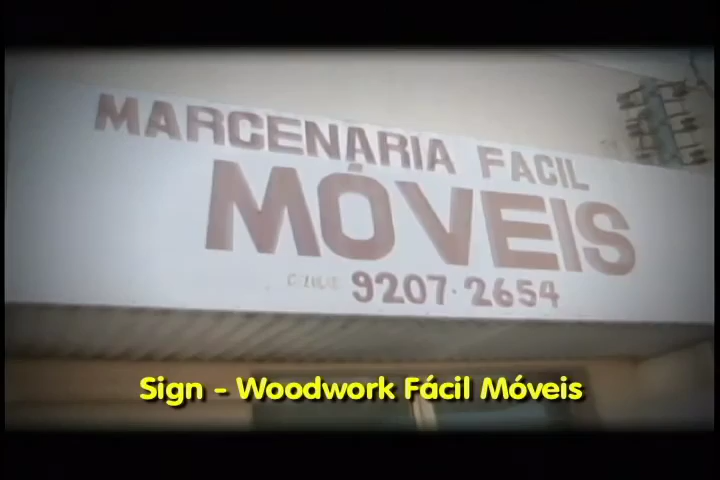 MARCENARIA FACIL
MÓVEIS
9207-2654
Sign - Woodwork Fácil Móveis